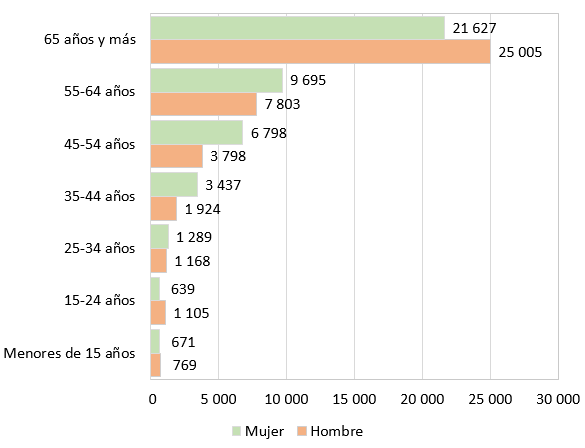 65 años y más
21 627
25 005
55-64 años
9 695
7 803
45-54 años
6 798
3 798
35-44 años
3 437
1 924
25-34 años
1 289
1 168
15-24 años
639
1 105
Menores de 15 años
671
769
0 5 000 10 000 15 000 20 000 25 000 30 000
Mujer Hombre